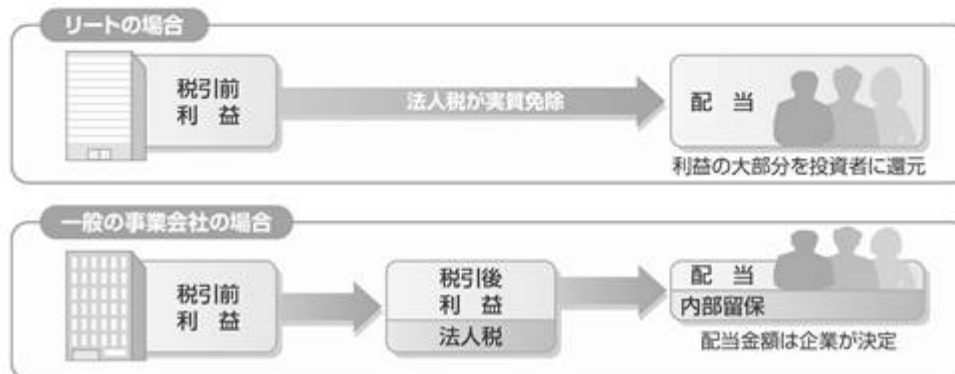 リートの場合
税引前
利　益
法人税が実質免除
配　当
利益の大部分を投資者に還元
一般の事業会社の場合
税引前
利　益
税引後
利　益
法人税
配　当
内部留保
配当金額は企業が決定